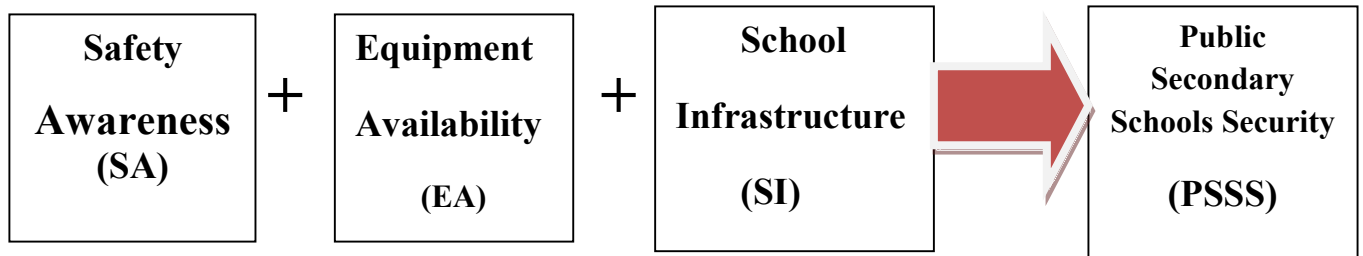 Safety
Awareness
(SA)
+
Equipment
Availability
(EA)
+
School
Infrastructure
(SI)
Public
Secondary
Schools Security
(PSSS)